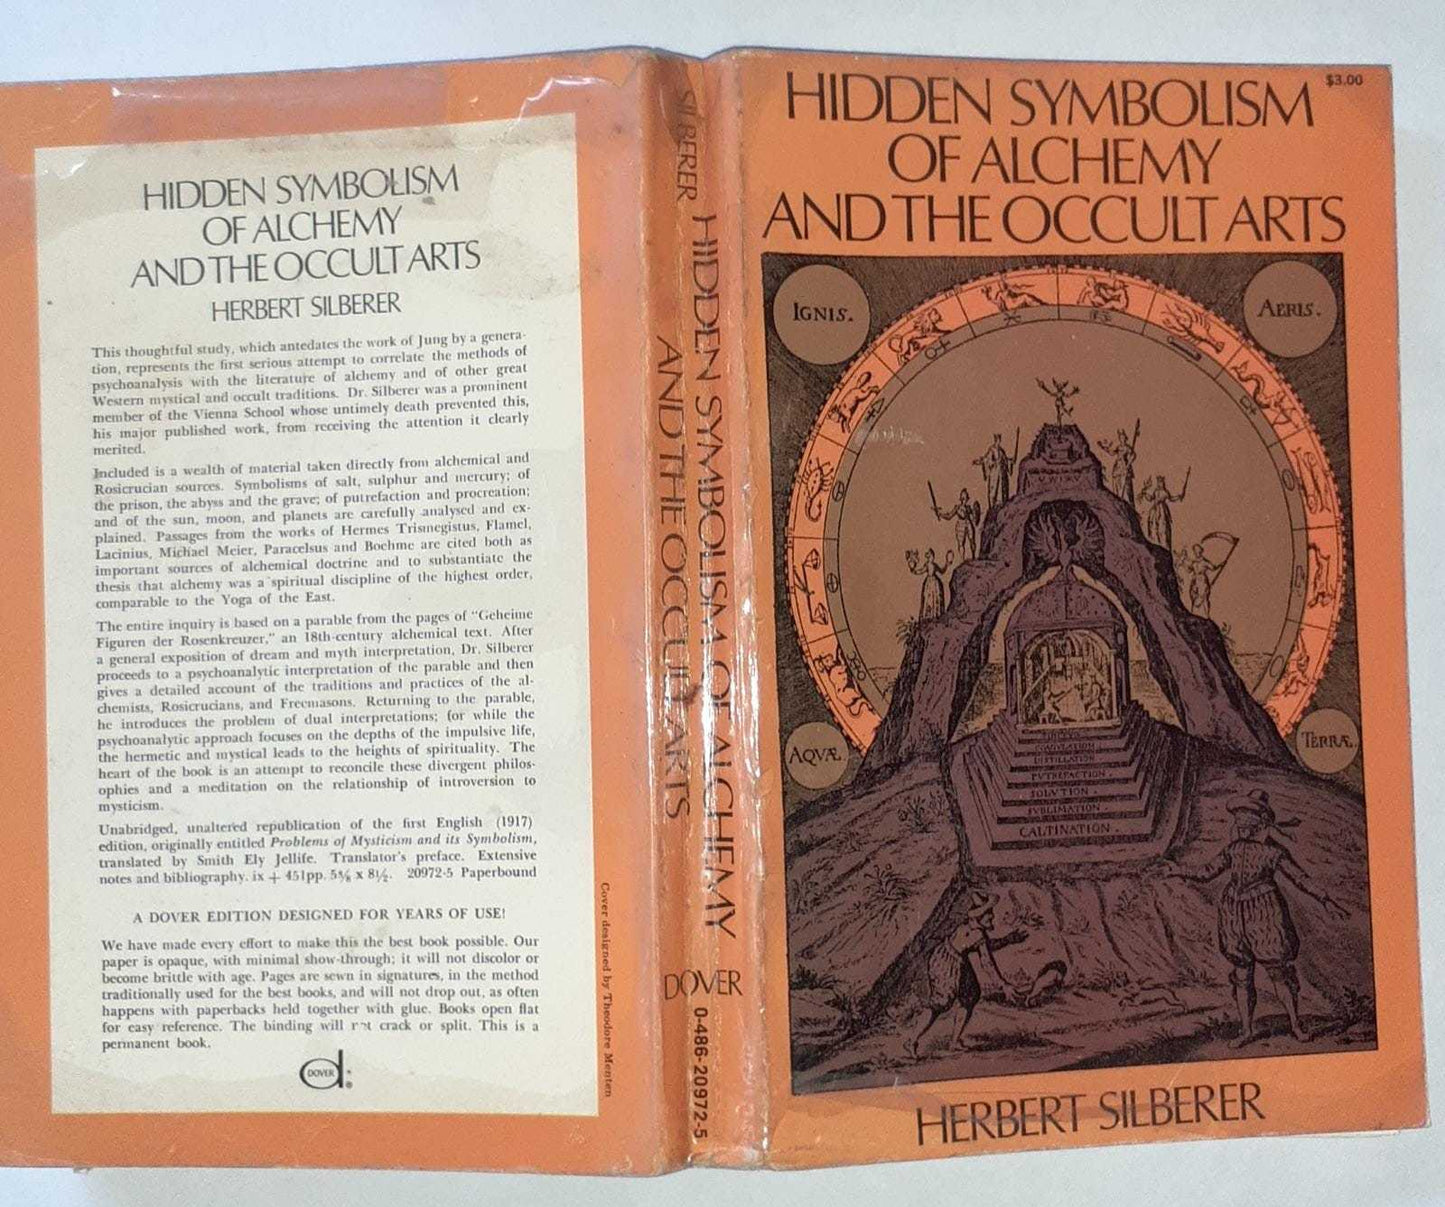 HIDDEN SYMBOLISM
OF ALCHEMY
AND THE OCCULT ARTS
HERBERT SILBERER
This thoughtful study, which antedates the work of Jung by a genera-
tion, represents the first serious attempt to correlate the methods of
psychoanalysis with the literature of alchemy and of other great
Western mystical and occult traditions. Dr. Silberer was a prominent
member of the Vienna School whose untimely death prevented this,
his major published work, from receiving the attention it clearly
merited.
Included is a wealth of material taken directly from alchemical and
Rosicrucian sources. Symbolisms of salt, sulphur and mercury; of
the prison, the abyss and the grave; of putrefaction and procreation;
and of the sun, moon, and planets are carefully analysed and ex-
plained. Passages from the works of Hermes Trismegistus, Flamel,
Lacinius, Michael Meier, Paracelsus and Boehme are cited both as
important sources of alchemical doctrine and to substantiate the
thesis that alchemy was a spiritual discipline of the highest order,
comparable to the Yoga of the East.
The entire inquiry is based on a parable from the pages of "Geheime
Figuren der Rosenkreuzer," an 18th-century alchemical text. After
a general exposition of dream and myth interpretation, Dr. Silberer
proceeds to a psychoanalytic interpretation of the parable and then
gives a detailed account of the traditions and practices of the al-
chemists, Rosicrucians, and Freemasons. Returning to the parable,
he introduces the problem of dual interpretations; for while the
psychoanalytic approach focuses on the depths of the impulsive life,
the hermetic and mystical leads to the heights of spirituality. The
heart of the book is an attempt to reconcile these divergent philos-
ophies and a meditation on the relationship of introversion to
mysticism.
Unabridged, unaltered republication of the first English (1917)
edition, originally entitled Problems of Mysticism and its Symbolism,
translated by Smith Ely Jellife. Translator's preface. Extensive
notes and bibliography. ix + 451pp. 5⅝ x 8½. 20972-5 Paperbound
A DOVER EDITION DESIGNED FOR YEARS OF USE!
We have made every effort to make this the best book possible. Our
paper is opaque, with minimal show-through; it will not discolor or
become brittle with age. Pages are sewn in signatures, in the method
traditionally used for the best books, and will not drop out, as often
happens with paperbacks held together with glue. Books open flat
for easy reference. The binding will not crack or split. This is a
permanent book.
DOVER
Cover designed by Theodore Menten
SILBERER
HIDDEN SYMBOLISM OF ALCHEMY
AND THE OCCULT ARTS
DOVER
0-486-20972-5
$3.00
HIDDEN SYMBOLISM
OF ALCHEMY
AND THE OCCULT ARTS
IGNIS.
AERIS.
AQVÆ
TERRÆ.
COAGVLATION
DISTILLATION
PVTREFACTION
SOLVTION
SVBLIMATION
CALTINATION
HERBERT SILBERER